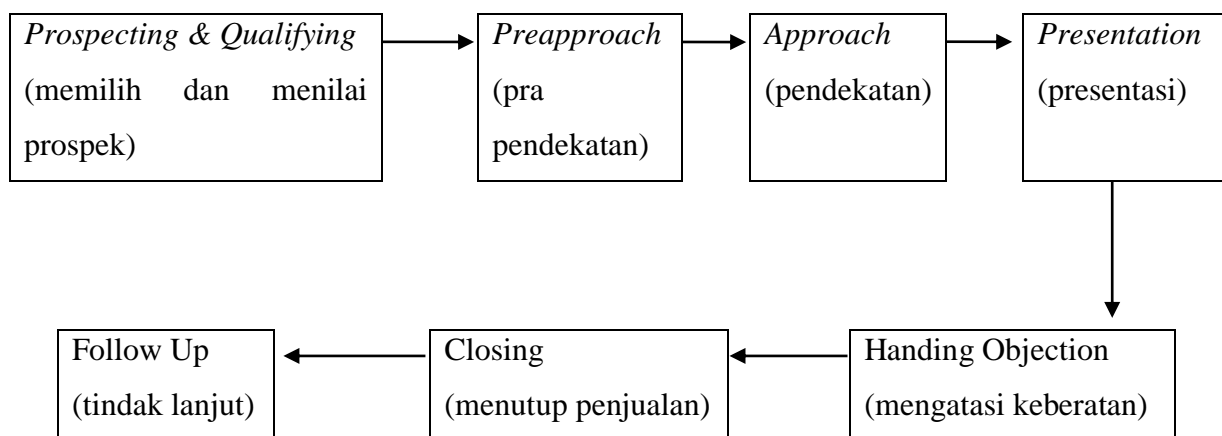 Prospecting & Qualifying
(memilih dan menilai
prospek)
Preapproach
(pra
pendekatan)
Approach
(pendekatan)
Presentation
(presentasi)
Follow Up
(tindak lanjut)
Closing
(menutup penjualan)
Handing Objection
(mengatasi keberatan)